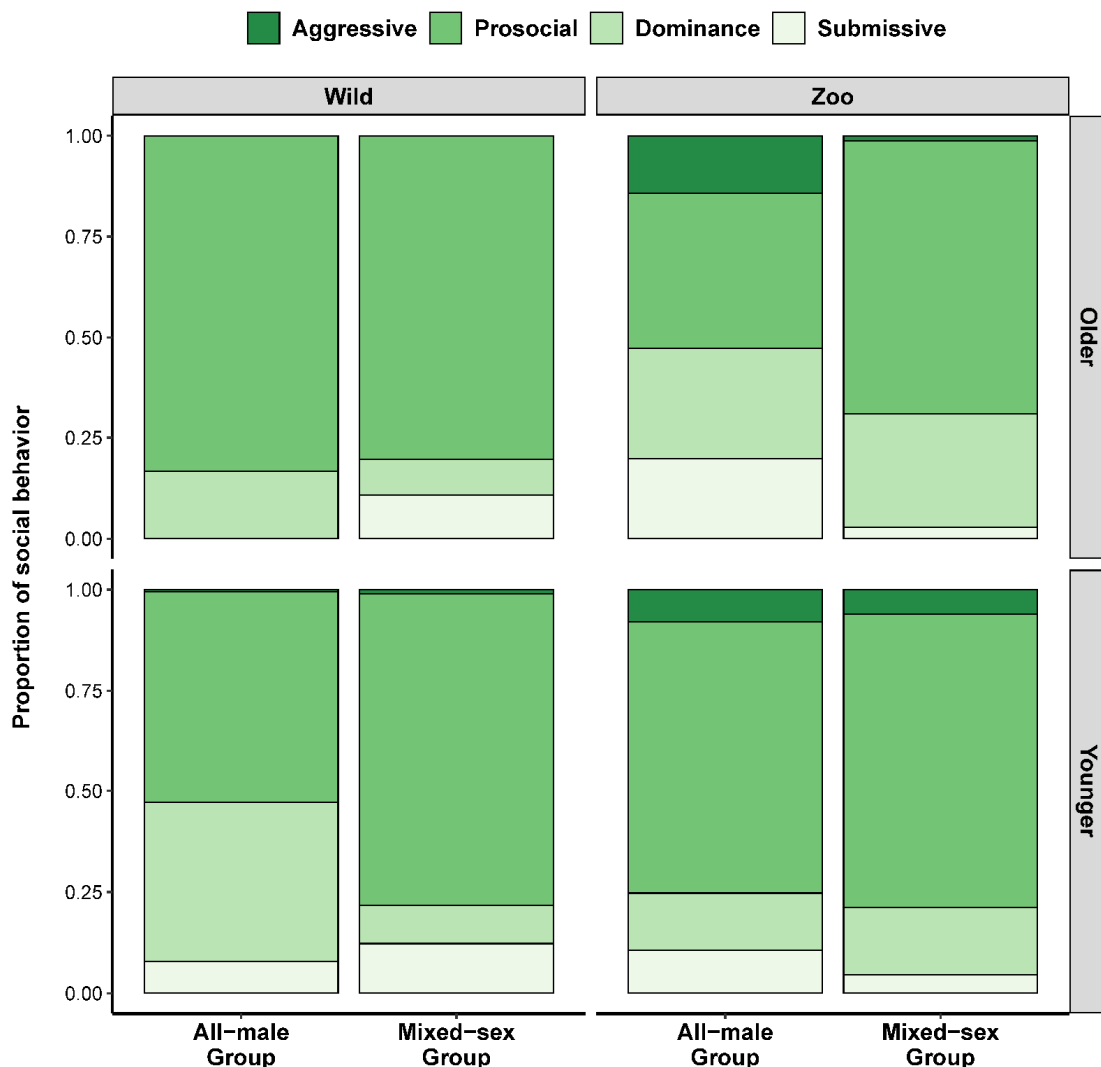 Aggressive Prosocial Dominance Submissive
Wild Zoo
1.00
0.75
0.50
0.25
0.00
Older
1.00
0.75
0.50
0.25
0.00
Younger
Proportion of social behavior
All−male Mixed−sex All−male Mixed−sex
Group Group Group Group